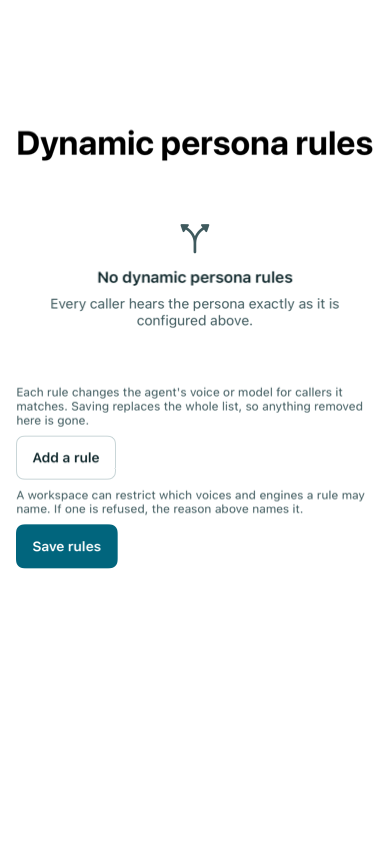 Dynamic persona rules
No dynamic persona rules
Every caller hears the persona exactly as it is
configured above.
Each rule changes the agent's voice or model for callers it
matches. Saving replaces the whole list, so anything removed
here is gone.
Add a rule
A workspace can restrict which voices and engines a rule may
name. If one is refused, the reason above names it.
Save rules